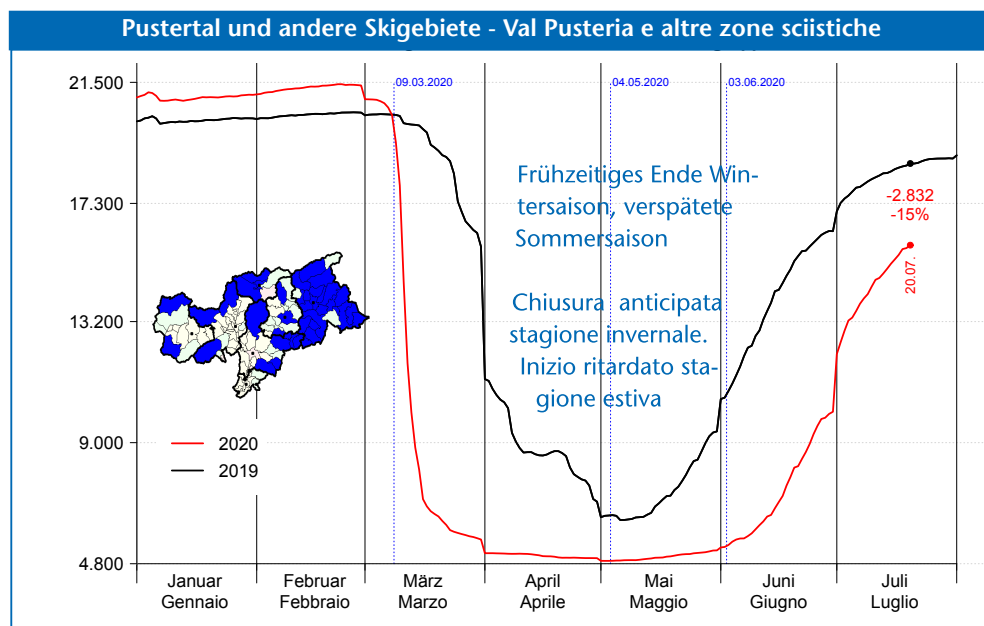 Pustertal und andere Skigebiete - Val Pusteria e altre zone sciistiche
21.500
17.300
13.200
9.000
4.800
09.03.2020
04.05.2020
03.06.2020
Frühzeitiges Ende Win-
tersaison, verspätete
Sommersaison
Chiusura anticipata
stagione invernale.
Inizio ritardato sta-
gione estiva
-2.832
-15%
20.07.
2020
2019
Januar
Gennaio
Februar
Febbraio
März
Marzo
April
Aprile
Mai
Maggio
Juni
Giugno
Juli
Luglio